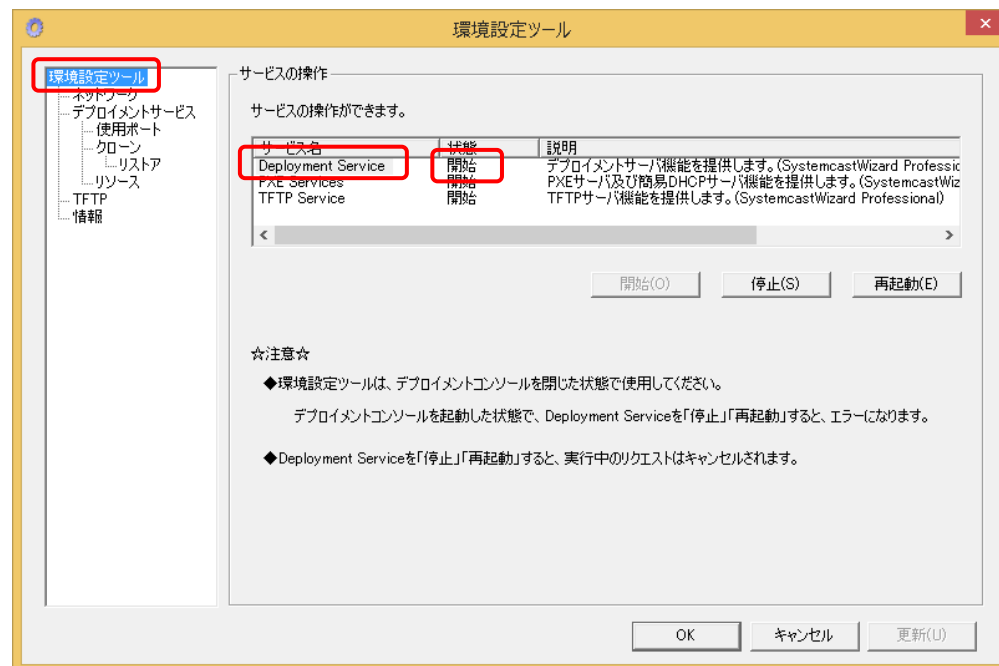 環境設定ツール
環境設定ツール
ネットワーク
デプロイメントサービス
使用ポート
クローン
リストア
リソース
TFTP
情報
サービスの操作
サービスの操作ができます。
サービス名 状態 説明
Deployment Service 開始 デプロイメントサーバ機能を提供します。(SystemcastWizard Professic
PXE Services 開始 PXEサーバ及び簡易DHCPサーバ機能を提供します。(SystemcastWiz
TFTP Service 開始 TFTPサーバ機能を提供します。(SystemcastWizard Professional)
開始(O) 停止(S) 再起動(E)
☆注意☆
◆環境設定ツールは、デプロイメントコンソールを閉じた状態で使用してください。
デプロイメントコンソールを起動した状態で、Deployment Serviceを「停止」「再起動」すると、エラーになります。
◆Deployment Serviceを「停止」「再起動」すると、実行中のリクエストはキャンセルされます。
OK キャンセル 更新(U)